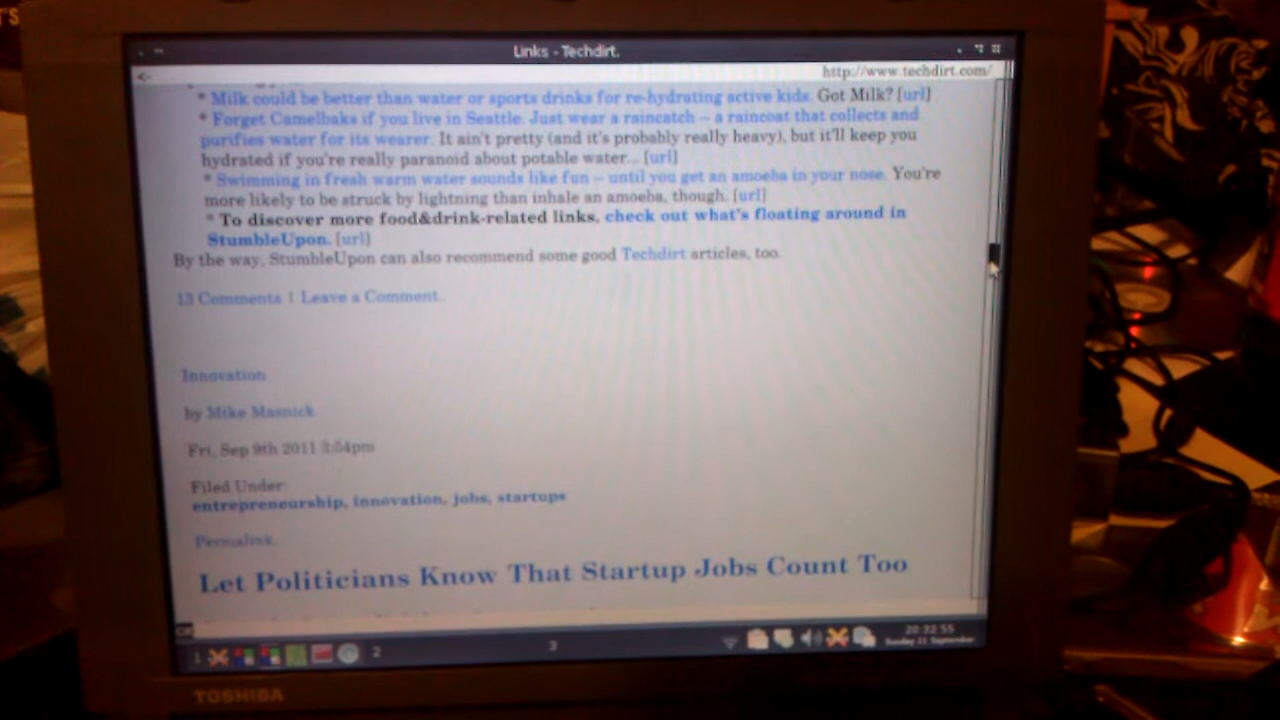 Links - Techdirt.
<-
http://www.techdirt.com/
* Milk could be better than water or sports drinks for re-hydrating active kids. Got Milk? [url]
* Forget Camelbaks if you live in Seattle. Just wear a raincatch -- a raincoat that collects and
purifies water for its wearer. It ain't pretty (and it's probably really heavy), but it'll keep you
hydrated if you're really paranoid about potable water... [url]
* Swimming in fresh warm water sounds like fun -- until you get an amoeba in your nose. You're
more likely to be struck by lightning than inhale an amoeba, though. [url]
* To discover more food&drink-related links, check out what's floating around in
StumbleUpon. [url]
By the way, StumbleUpon can also recommend some good Techdirt articles, too.
13 Comments | Leave a Comment..
Innovation
by Mike Masnick
Fri, Sep 9th 2011 3:54pm
Filed Under:
entrepreneurship, innovation, jobs, startups
Permalink.
Let Politicians Know That Startup Jobs Count Too
OK
1 2 3
20:32:55
Sunday 11 September
TOSHIBA